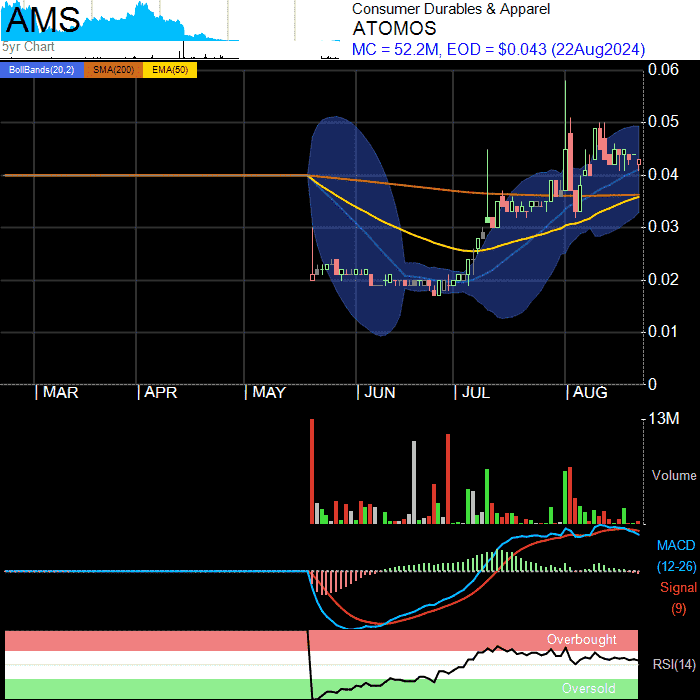 AMS
5yr Chart
Consumer Durables & Apparel
ATOMOS
MC = 52.2M, EOD = $0.043 (22Aug2024)
BollBands(20,2) SMA(200) EMA(50)
0.06
0.05
0.04
0.03
0.02
0.01
0
MAR APR MAY JUN JUL AUG
13M
Volume
MACD
(12-26)
Signal
(9)
Overbought
RSI(14)
Oversold